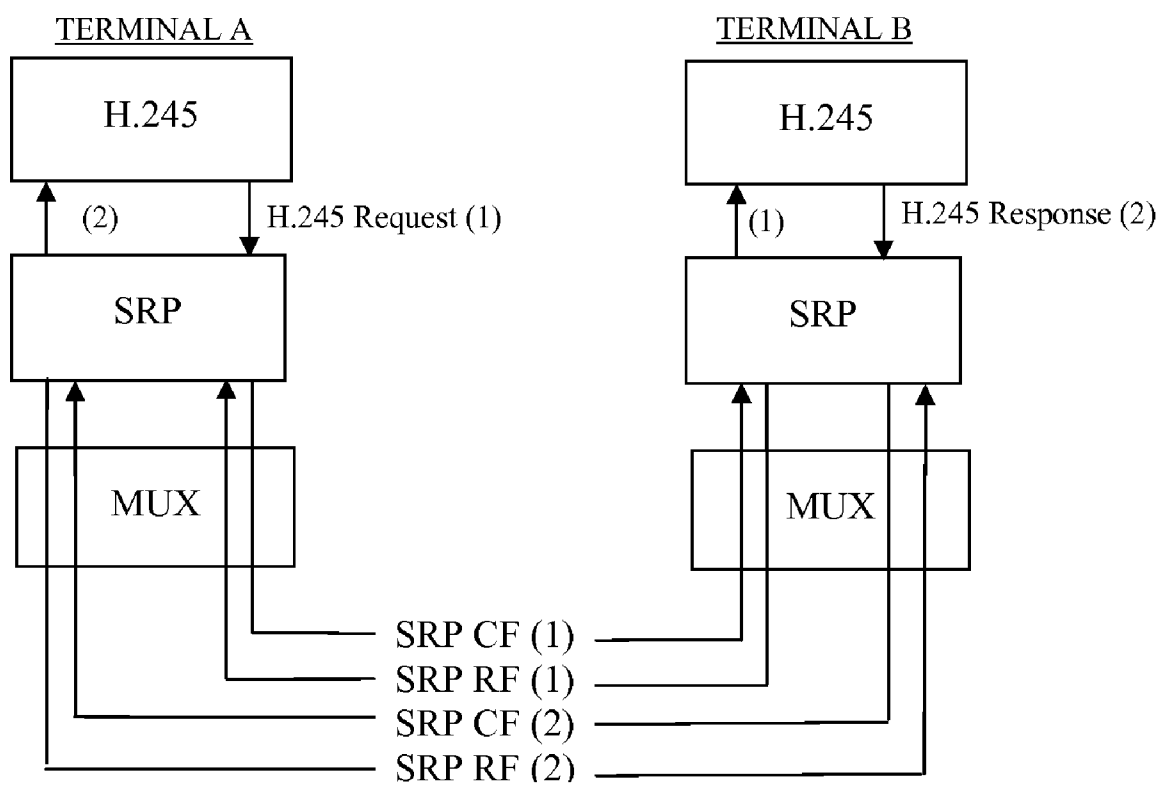 TERMINAL A
TERMINAL B
H.245
H.245
(2)
H.245 Request (1)
(1)
H.245 Response (2)
SRP
SRP
MUX
MUX
SRP CF (1)
SRP RF (1)
SRP CF (2)
SRP RF (2)